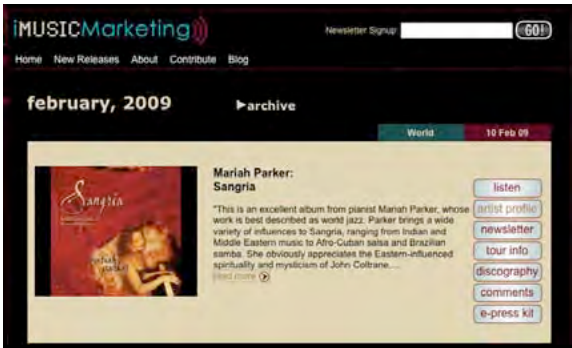 iMUSICMarketing
Newsletter Signup
GO!
Home New Releases About Contribute Blog
february, 2009
archive
World
10 Feb 09
Sangria
mariah
parker
Mariah Parker:
Sangria
"This is an excellent album from pianist Mariah Parker, whose
work is best described as world jazz. Parker brings a wide
variety of influences to Sangria, ranging from Indian and
Middle Eastern music to Afro-Cuban salsa and Brazilian
samba. She obviously appreciates the Eastern-influenced
spirituality and mysticism of John Coltrane....
read more
listen
artist profile
newsletter
tour info
discography
comments
e-press kit